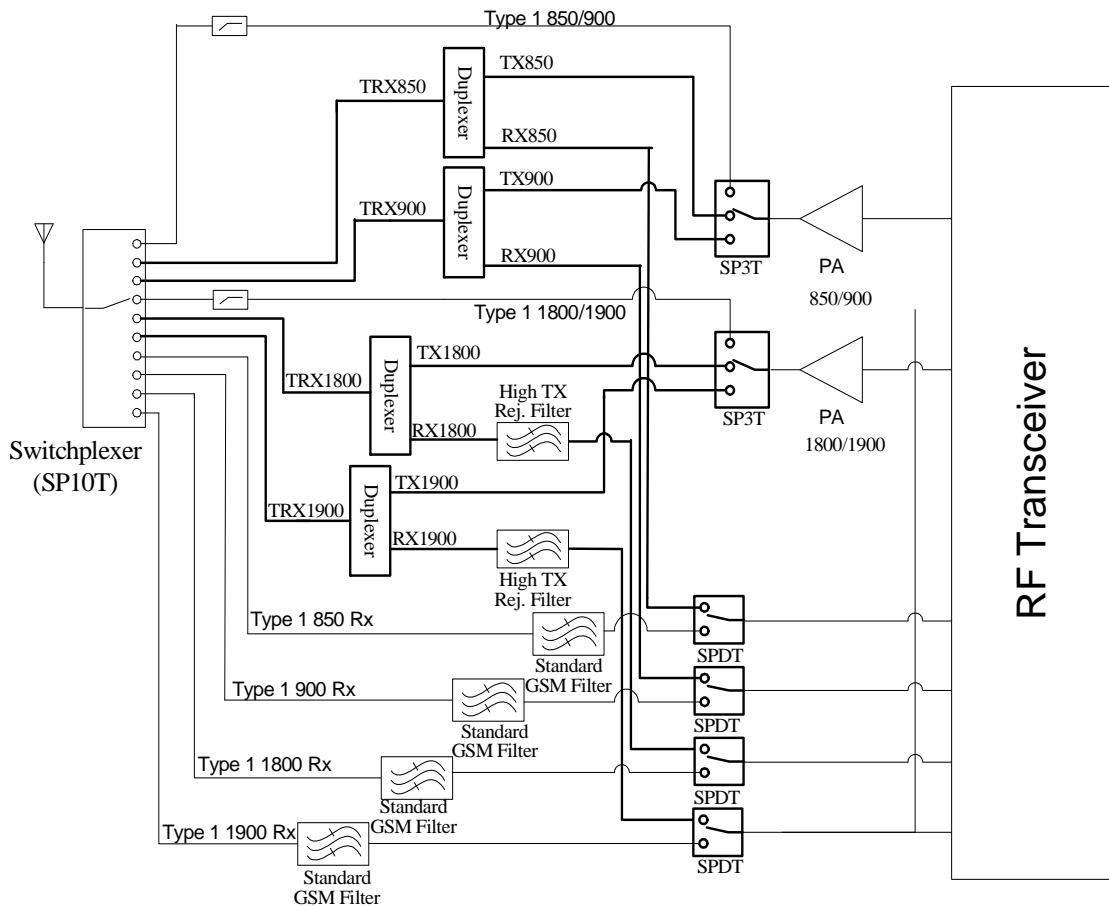 Type 1 850/900
TX850
TRX850
Duplexer
RX850
TX900
TRX900
Duplexer
RX900
SP3T
PA
850/900
Type 1 1800/1900
TX1800
TRX1800
Duplexer
High TX
Rej. Filter
RX1800
SP3T
PA
1800/1900
Switchplexer
(SP10T)
TX1900
TRX1900
Duplexer
RX1900
High TX
Rej. Filter
RF Transceiver
Type 1 850 Rx
Standard
GSM Filter
SPDT
Type 1 900 Rx
Standard
GSM Filter
SPDT
Type 1 1800 Rx
Standard
GSM Filter
SPDT
Type 1 1900 Rx
Standard
GSM Filter
SPDT